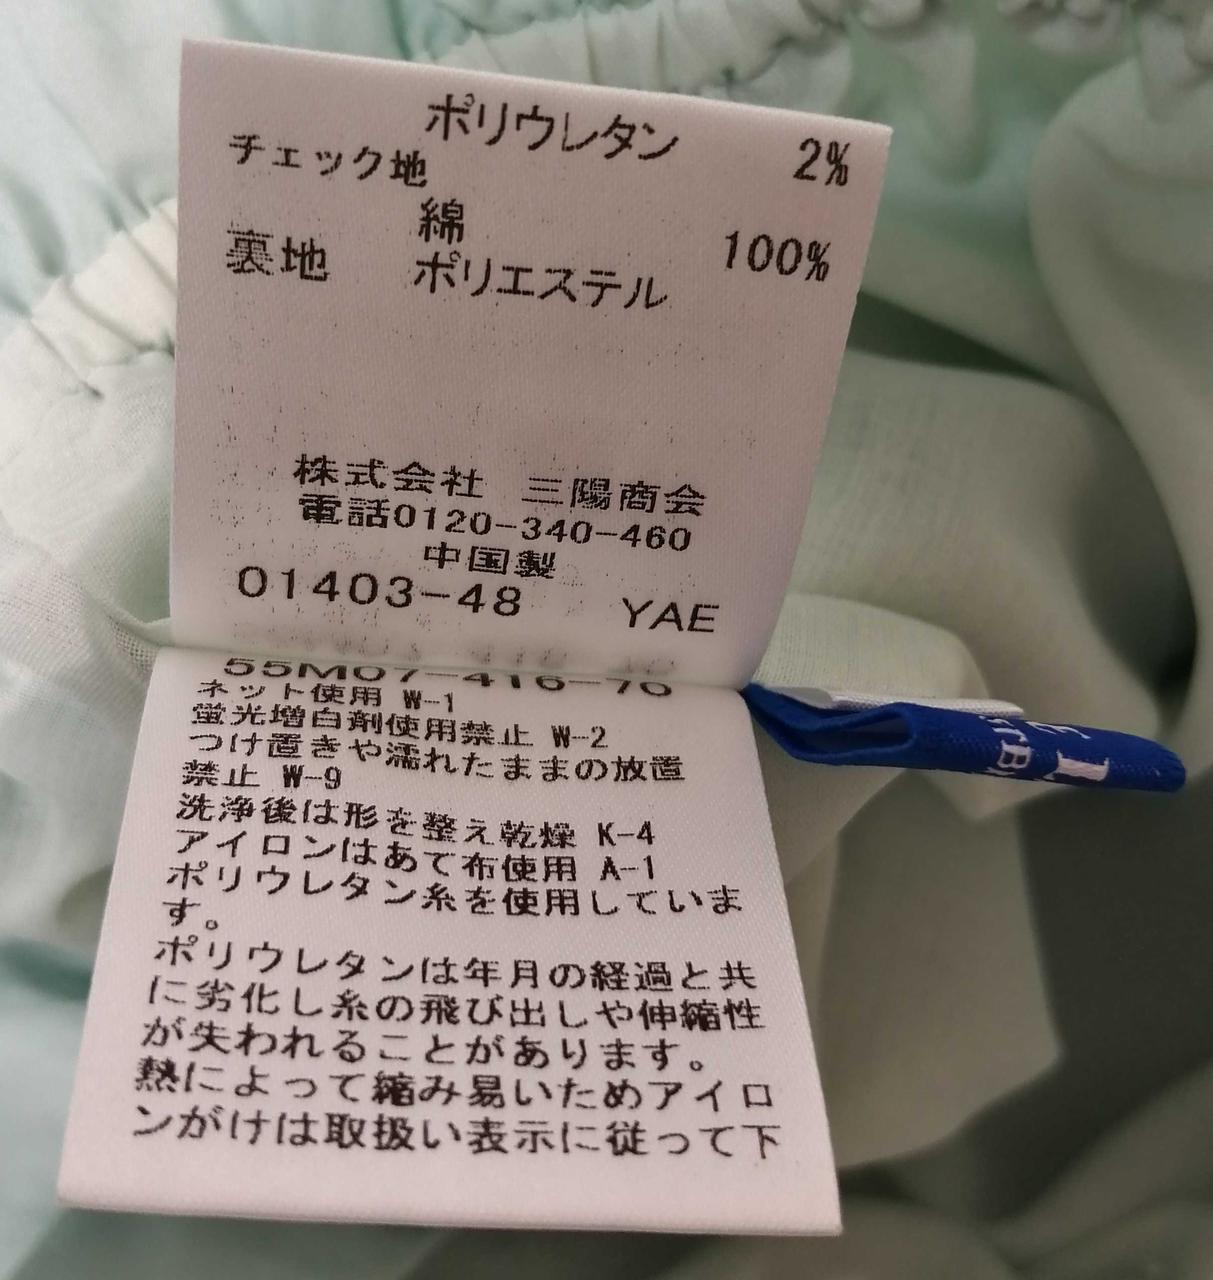 ポリウレタン 2%
チェック地
綿 100%
裏地 ポリエステル
株式会社 三陽商会
電話0120-340-460
中国製
01403-48 YAE
55M07-416-70
ネット使用 W-1
蛍光増白剤使用禁止 W-2
つけ置きや濡れたままの放置
禁止 W-9
洗浄後は形を整え乾燥 K-4
アイロンはあて布使用 A-1
ポリウレタン糸を使用していま
す。
ポリウレタンは年月の経過と共
に劣化し糸の飛び出しや伸縮性
が失われることがあります。
熱によって縮み易いためアイロ
ンがけは取扱い表示に従って下